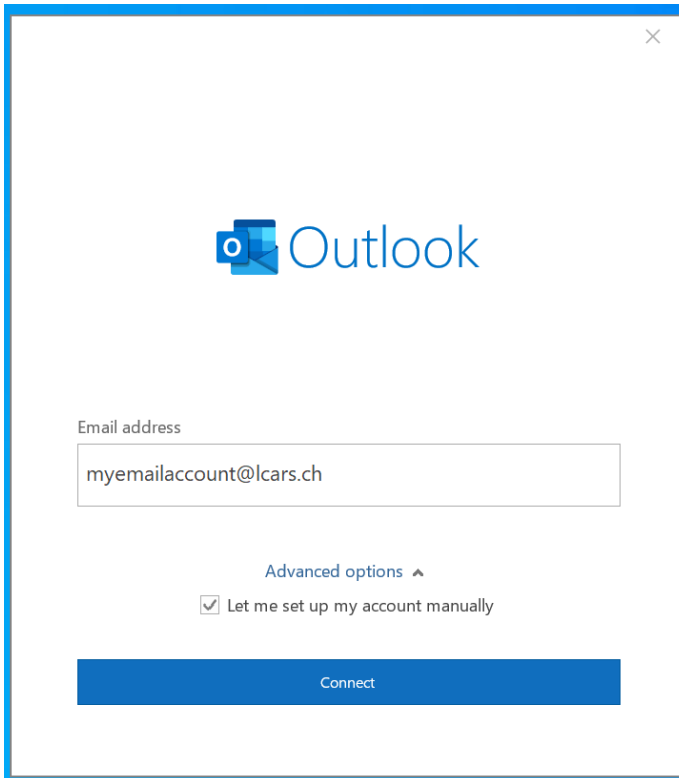 Outlook
Email address
myemailaccount@lcars.ch
Advanced options
Let me set up my account manually
Connect